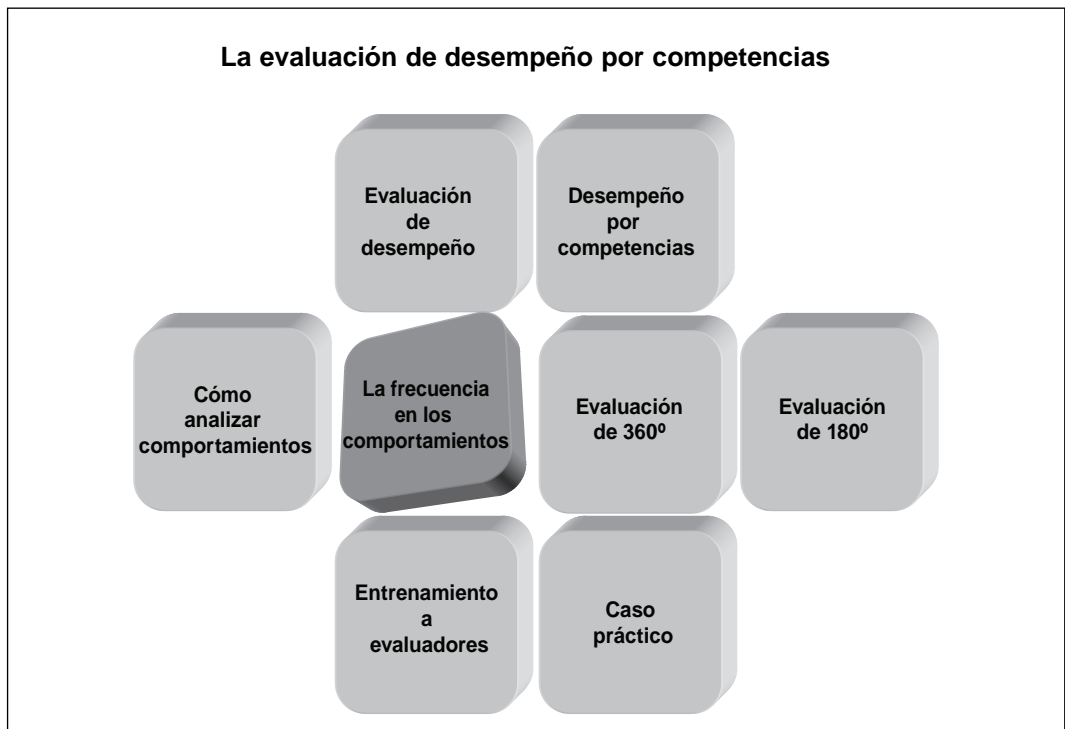 La evaluación de desempeño por competencias
Evaluación
de
desempeño
Desempeño
por
competencias
Cómo
analizar
comportamientos
La frecuencia
en los
comportamientos
Evaluación
de 360º
Evaluación
de 180º
Entrenamiento
a
evaluadores
Caso
práctico